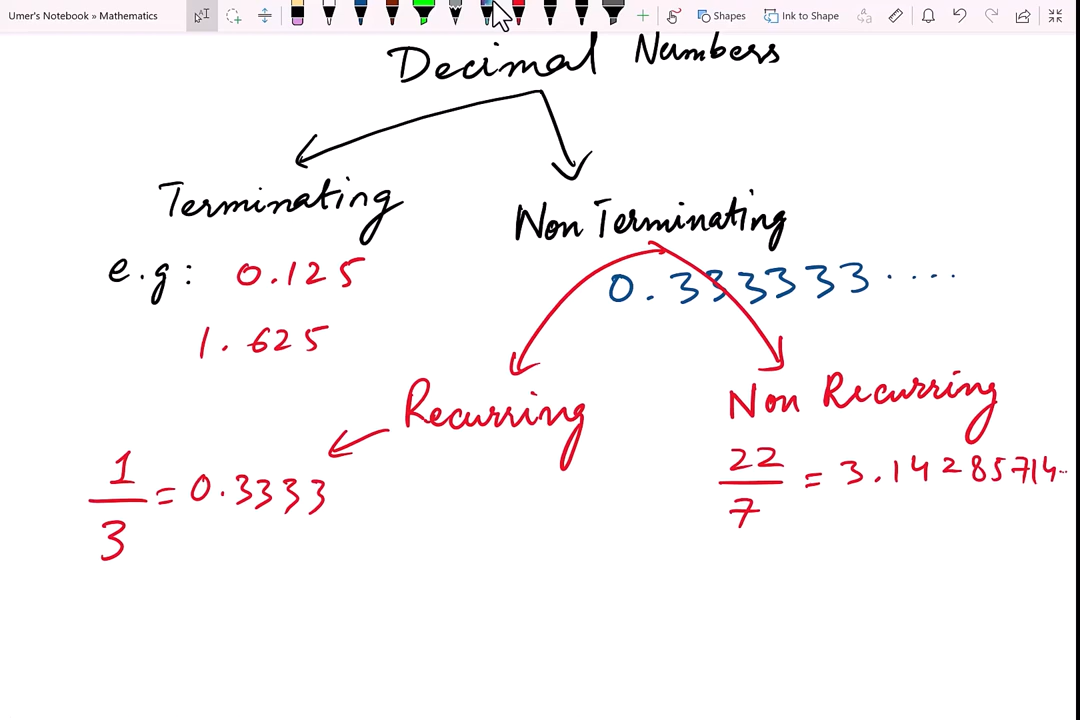 Umer's Notebook » Mathematics
Shapes
Ink to Shape
Decimal Numbers
Terminating
Non Terminating
e.g: 0.125
0.333333....
1.625
Recurring
Non Recurring
1/3 = 0.3333
22/7 = 3.14285714..